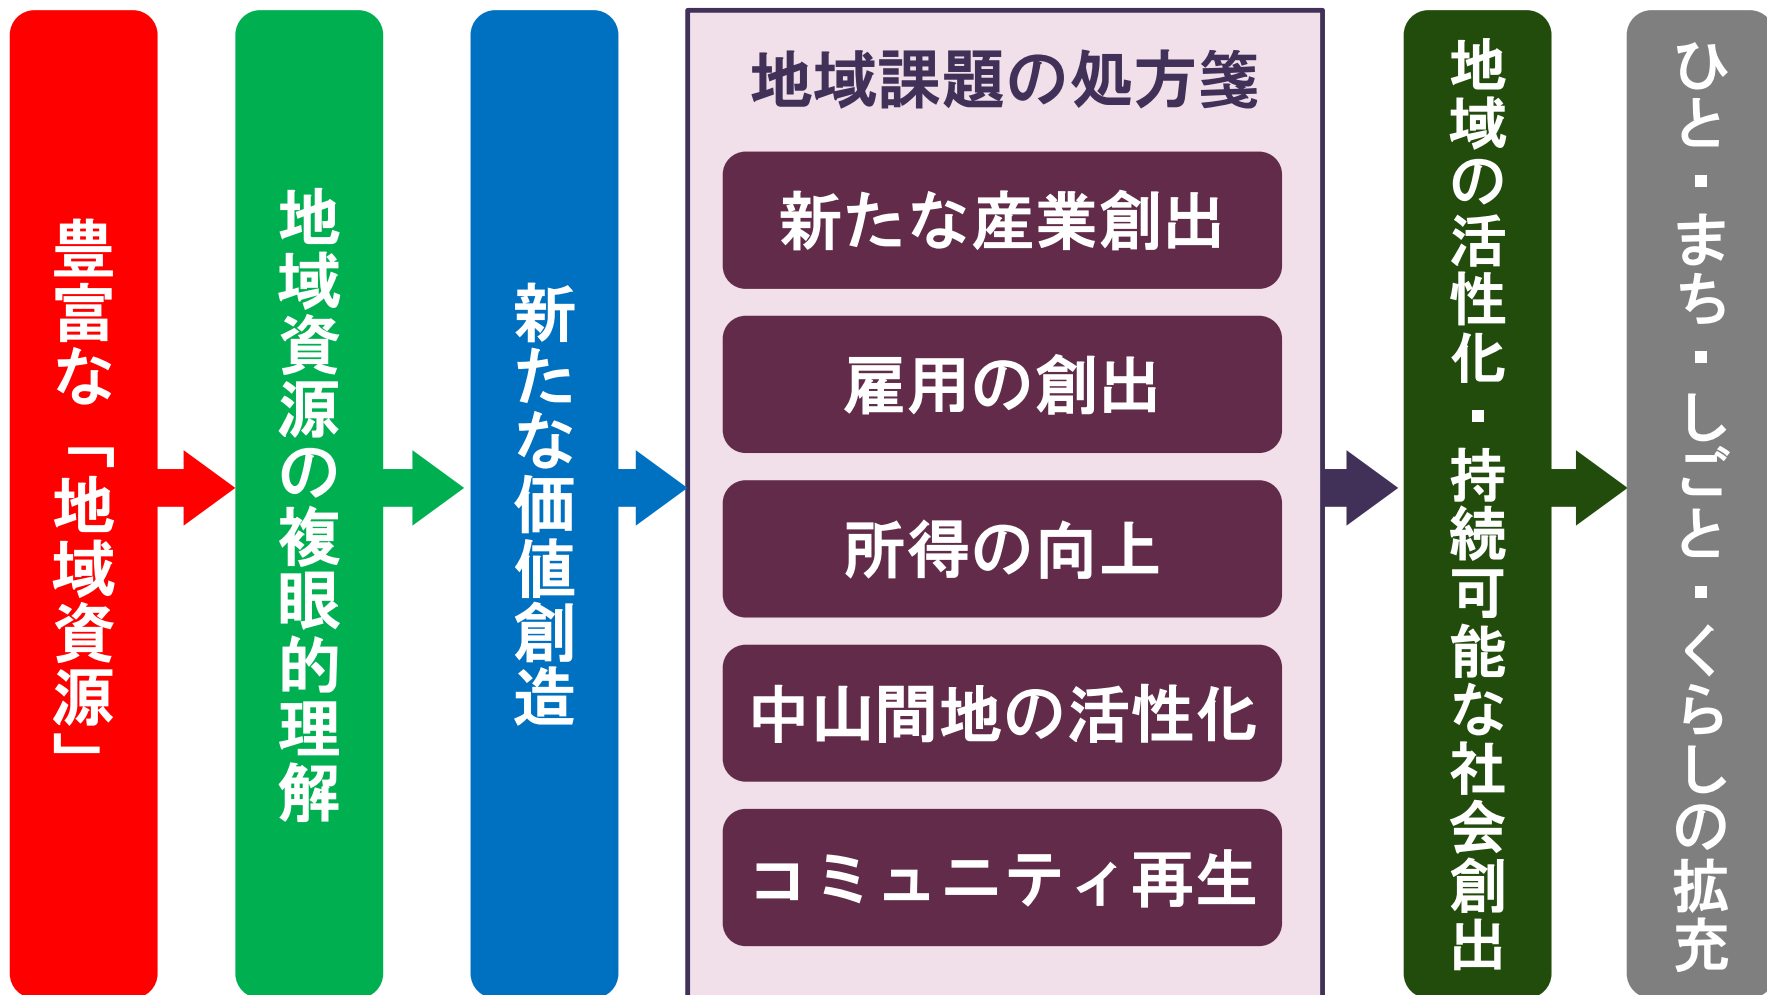 豊富な「地域資源」
地域資源の複眼的理解
新たな価値創造
地域課題の処方箋
新たな産業創出
雇用の創出
所得の向上
中山間地の活性化
コミュニティ再生
地域の活性化・持続可能な社会創出
ひと・まち・しごと・くらしの拡充